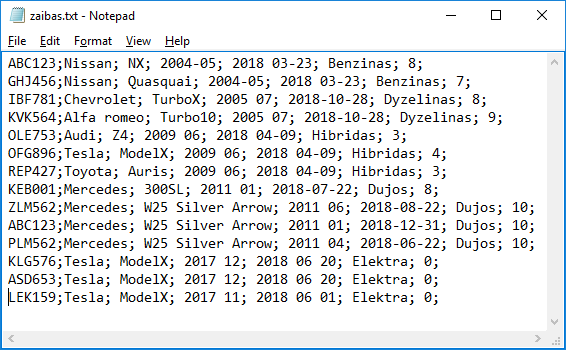 zaibas.txt - Notepad
File Edit Format View Help
ABC123;Nissan; NX; 2004-05; 2018 03-23; Benzinas; 8;
GHJ456;Nissan; Quasquai; 2004-05; 2018 03-23; Benzinas; 7;
IBF781;Chevrolet; TurboX; 2005 07; 2018-10-28; Dyzelinas; 8;
KVK564;Alfa romeo; Turbo10; 2005 07; 2018-10-28; Dyzelinas; 9;
OLE753;Audi; Z4; 2009 06; 2018 04-09; Hibridas; 3;
OFG896;Tesla; ModelX; 2009 06; 2018 04-09; Hibridas; 4;
REP427;Toyota; Auris; 2009 06; 2018 04-09; Hibridas; 3;
KEB001;Mercedes; 300SL; 2011 01; 2018-07-22; Dujos; 8;
ZLM562;Mercedes; W25 Silver Arrow; 2011 06; 2018-08-22; Dujos; 10;
ABC123;Mercedes; W25 Silver Arrow; 2011 01; 2018-12-31; Dujos; 10;
PLM562;Mercedes; W25 Silver Arrow; 2011 04; 2018-06-22; Dujos; 10;
KLG576;Tesla; ModelX; 2017 12; 2018 06 20; Elektra; 0;
ASD653;Tesla; ModelX; 2017 12; 2018 06 20; Elektra; 0;
LEK159;Tesla; ModelX; 2017 11; 2018 06 01; Elektra; 0;